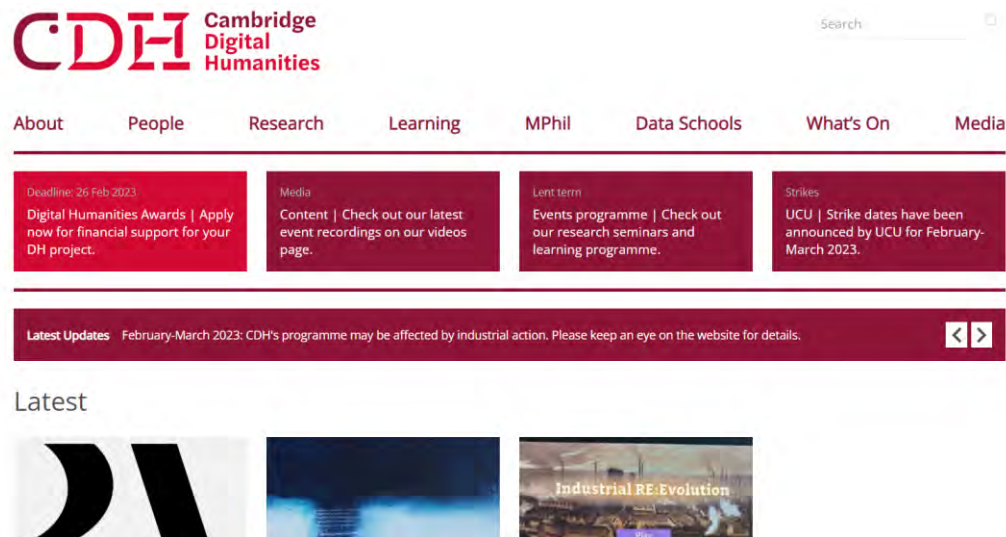 CDH
Cambridge
Digital
Humanities
Search
About People Research Learning MPhil Data Schools What's On Media
Deadline: 26 Feb 2023
Digital Humanities Awards | Apply
now for financial support for your
DH project.
Media
Content | Check out our latest
event recordings on our videos
page.
Lent term
Events programme | Check out
our research seminars and
learning programme.
Strikes
UCU | Strike dates have been
announced by UCU for February-
March 2023.
Latest Updates February-March 2023: CDH's programme may be affected by industrial action. Please keep an eye on the website for details.
Latest
Industrial RE:Evolution